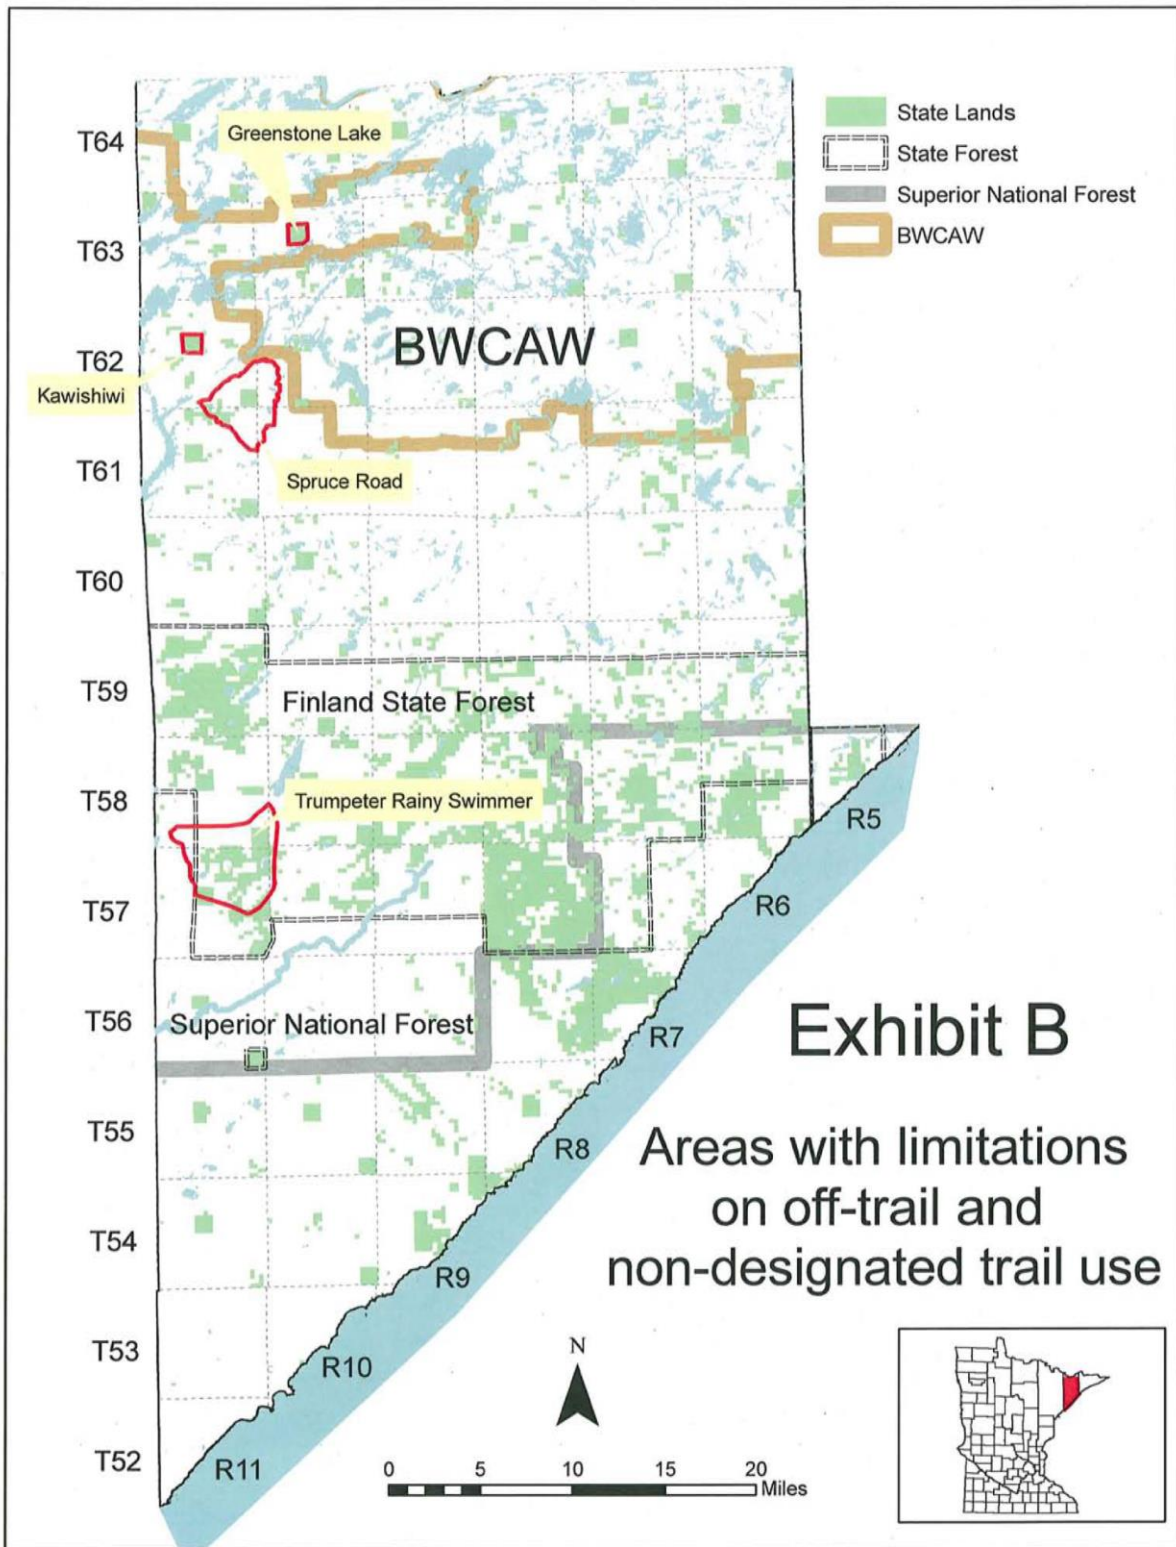 T64
Greenstone Lake
T63
BWCAW
T62
Kawishiwi
T61
Spruce Road
T60
T59
Finland State Forest
T58
Trumpeter Rainy Swimmer
T57
T56
Superior National Forest
T55
T54
T53
T52
R5
R6
R7
R8
R9
R10
R11
State Lands
State Forest
Superior National Forest
BWCAW
Exhibit B
Areas with limitations
on off-trail and
non-designated trail use
N
0 5 10 15 20
Miles